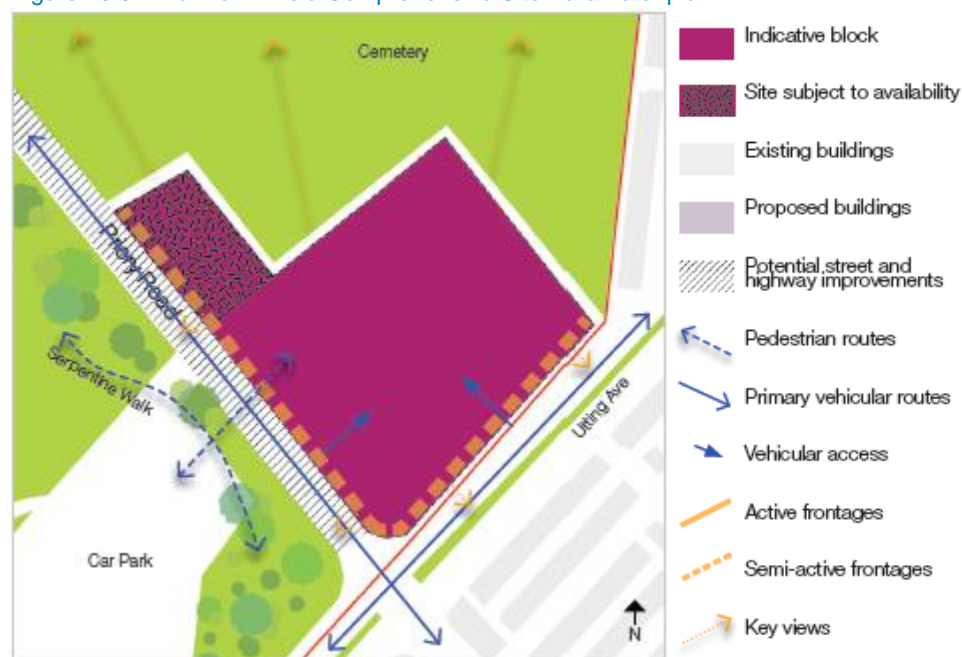 Cemetery
Priory Road
Serpentine Walk
Utting Ave
Car Park
N
Indicative block
Site subject to availability
Existing buildings
Proposed buildings
Potential street and
highway improvements
Pedestrian routes
Primary vehicular routes
Vehicular access
Active frontages
Semi-active frontages
Key views